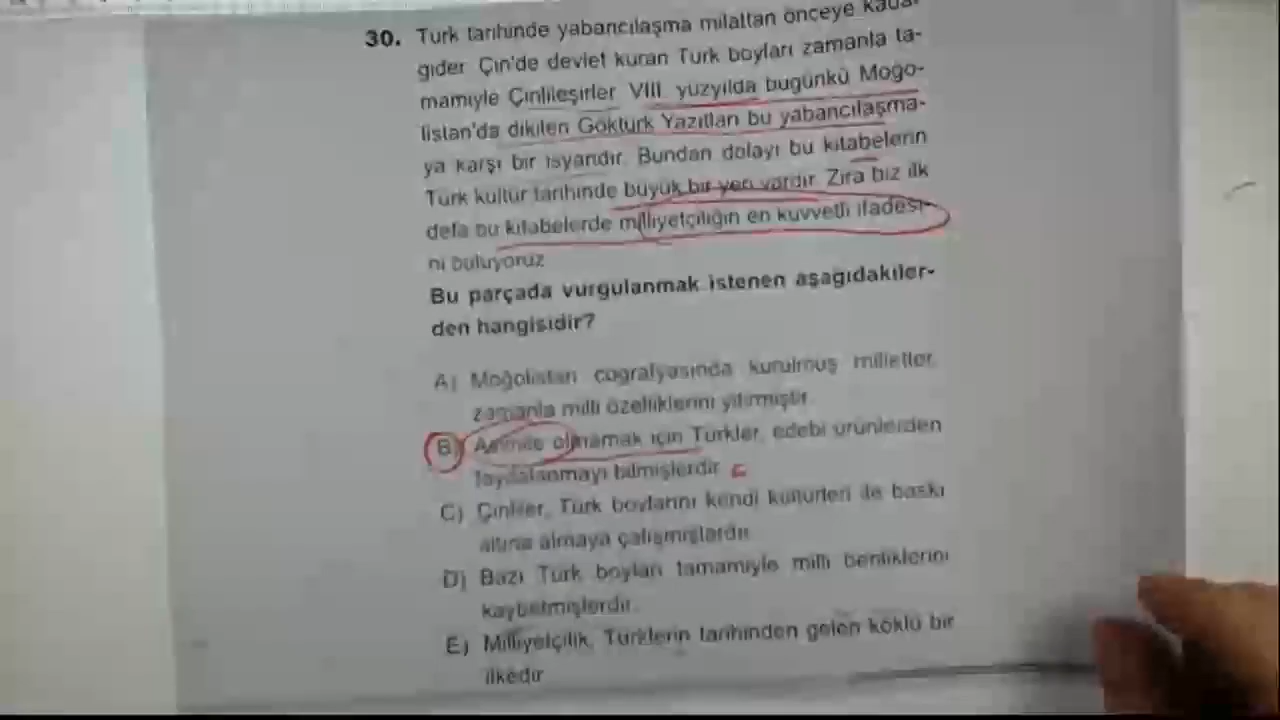 30. Türk tarihinde yabancılaşma milattan önceye kadar
gider Çin'de devlet kuran Türk boyları zamanla ta-
mamıyle Çinlileşirler VIII. yüzyılda bugünkü Moğo-
listan'da dikilen Göktürk Yazıtları bu yabancılaşma-
ya karşı bir isyandır. Bundan dolayı bu kitabelerin
Türk kültür tarihinde büyük bir yeri vardır. Zira biz ilk
defa bu kitabelerde milliyetçiliğin en kuvvetli ifadesi-
ni buluyoruz
Bu parçada vurgulanmak istenen aşağıdakiler-
den hangisidir?
A) Moğolistan coğrafyasında kurulmuş milletler,
zamanla milli özelliklerini yitirmiştir.
B) Asimile olmamak için Türkler, edebi ürünlerden
faydalanmayı bilmişlerdir
C) Çinliler, Türk boylarını kendi kültürleri ile baskı
altına almaya çalışmışlardır
D) Bazı Türk boyları tamamıyle milli benliklerini
kaybetmişlerdir.
E) Milliyetçilik, Türklerin tarihinden gelen köklü bir
ilkedir